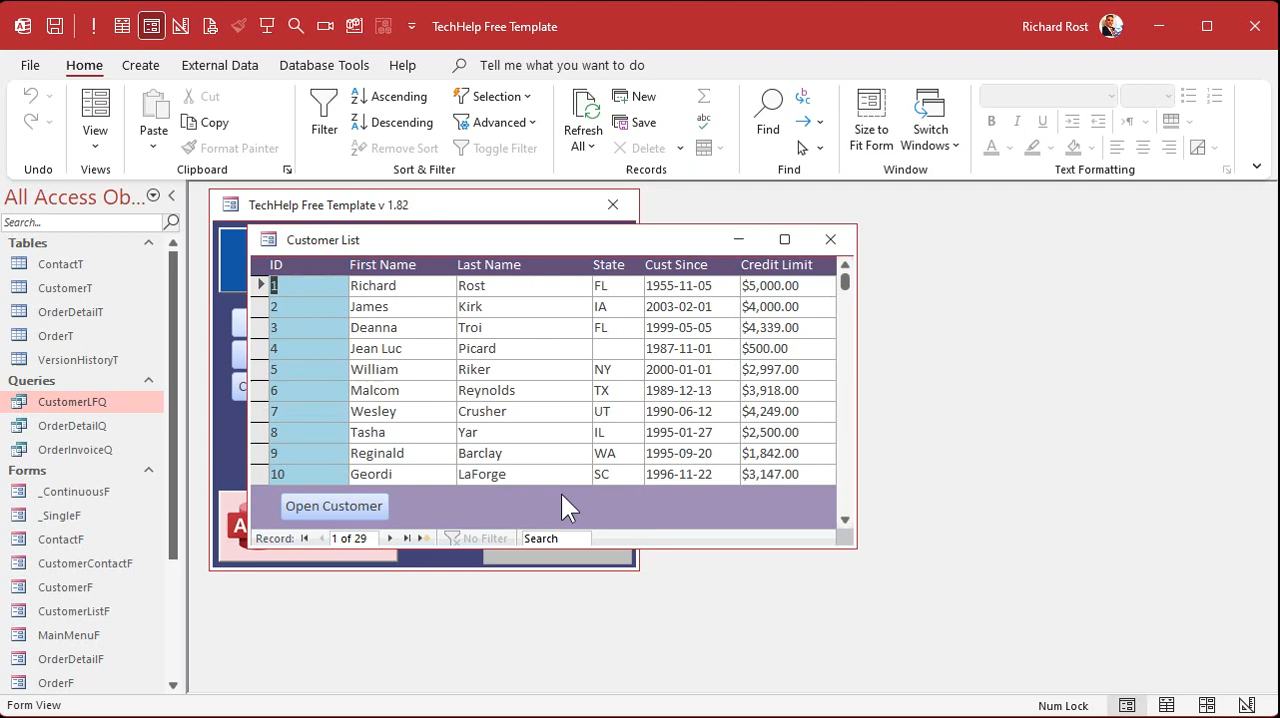 TechHelp Free Template
Richard Rost
File Home Create External Data Database Tools Help Tell me what you want to do
View
Paste
Cut
Copy
Format Painter
Filter
Ascending
Descending
Selection
Advanced
Toggle Filter
Refresh
All
New
Save
Delete
Find
Size to
Fit Form
Switch
Windows
B I U
A
Undo Views Clipboard Sort & Filter Records Find Window Text Formatting
All Access Ob...
Search...
Tables
ContactT
CustomerT
OrderDetailT
OrderT
VersionHistoryT
Queries
CustomerLFQ
OrderDetailQ
OrderInvoiceQ
Forms
_ContinuousF
_SingleF
ContactF
CustomerContactF
CustomerF
CustomerListF
MainMenuF
OrderDetailF
OrderF
TechHelp Free Template v 1.82
Customer List
ID First Name Last Name State Cust Since Credit Limit
1 Richard Rost FL 1955-11-05 $5,000.00
2 James Kirk IA 2003-02-01 $4,000.00
3 Deanna Troi FL 1999-05-05 $4,339.00
4 Jean Luc Picard 1987-11-01 $500.00
5 William Riker NY 2000-01-01 $2,997.00
6 Malcom Reynolds TX 1989-12-13 $3,918.00
7 Wesley Crusher UT 1990-06-12 $4,249.00
8 Tasha Yar IL 1995-01-27 $2,500.00
9 Reginald Barclay WA 1995-09-20 $1,842.00
10 Geordi LaForge SC 1996-11-22 $3,147.00
Open Customer
Record: 1 of 29 No Filter Search
Form View
Num Lock